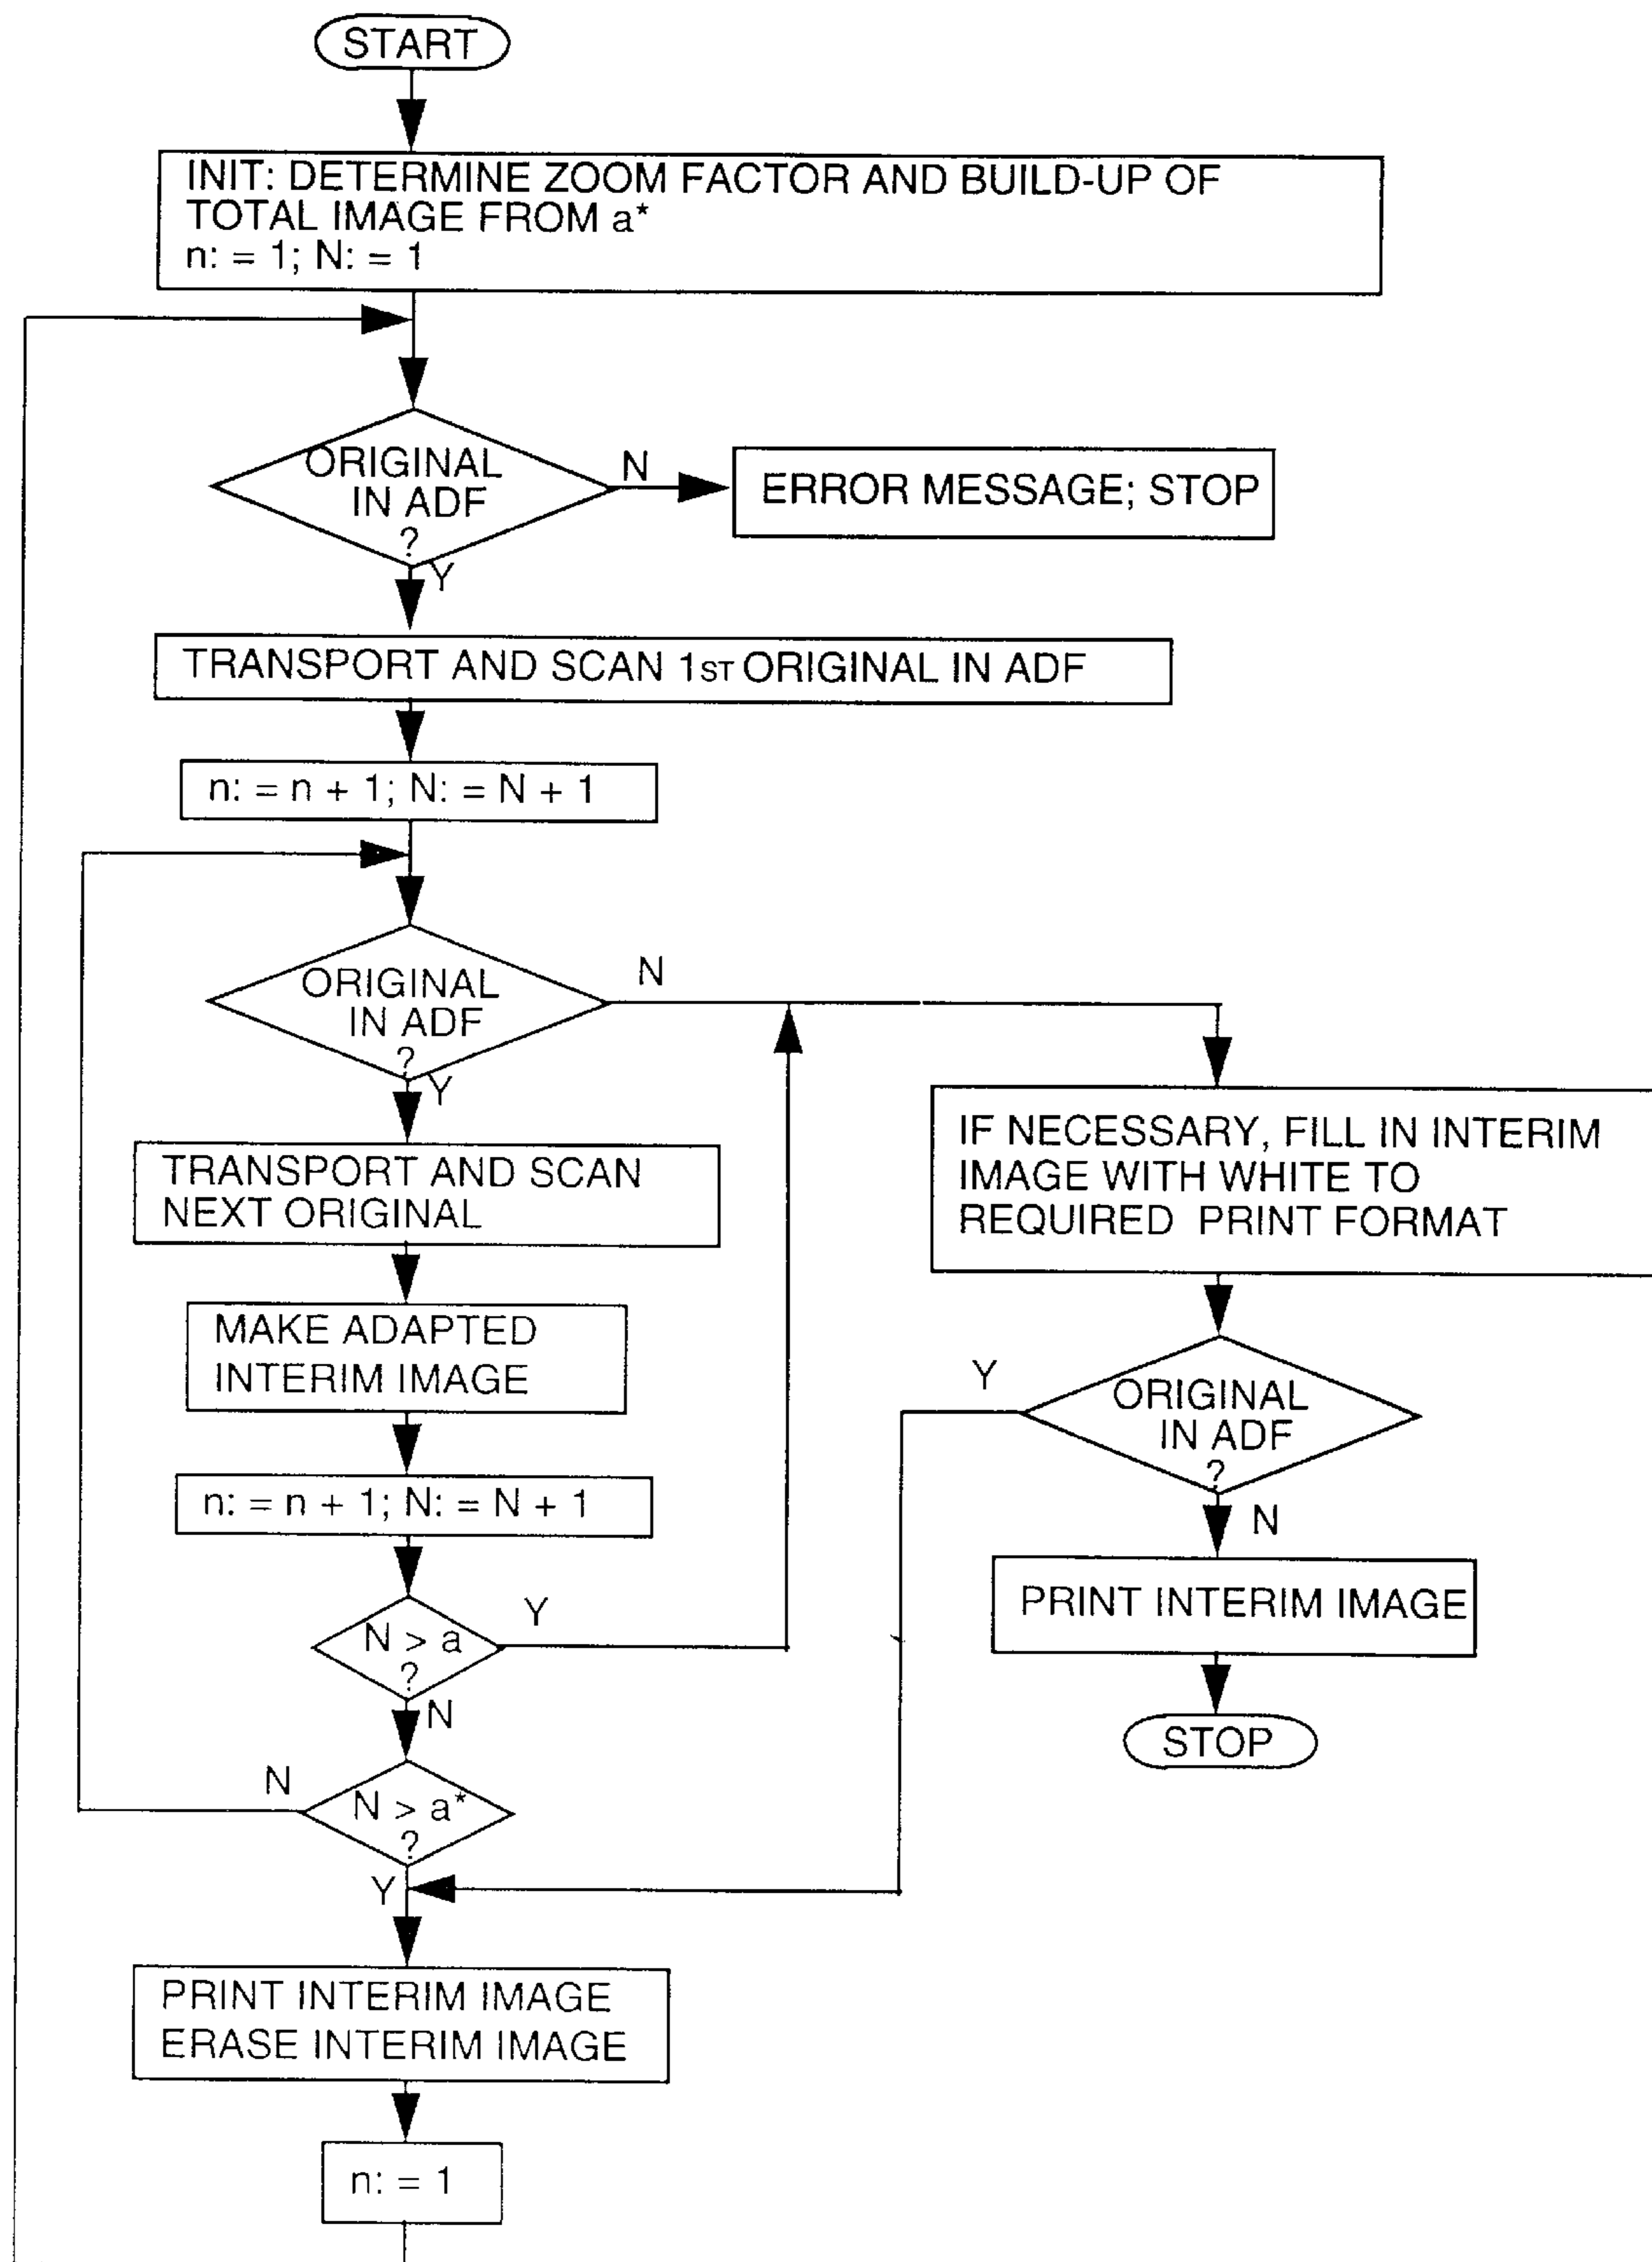 START
INIT: DETERMINE ZOOM FACTOR AND BUILD-UP OF
TOTAL IMAGE FROM a*
n: = 1; N: = 1
ORIGINAL
IN ADF
?
N
ERROR MESSAGE; STOP
Y
TRANSPORT AND SCAN 1ST ORIGINAL IN ADF
n: = n + 1; N: = N + 1
ORIGINAL
IN ADF
?
N
Y
TRANSPORT AND SCAN
NEXT ORIGINAL
MAKE ADAPTED
INTERIM IMAGE
n: = n + 1; N: = N + 1
N > a
?
Y
N
N > a*
?
N
Y
IF NECESSARY, FILL IN INTERIM
IMAGE WITH WHITE TO
REQUIRED PRINT FORMAT
ORIGINAL
IN ADF
?
Y
N
PRINT INTERIM IMAGE
STOP
PRINT INTERIM IMAGE
ERASE INTERIM IMAGE
n: = 1